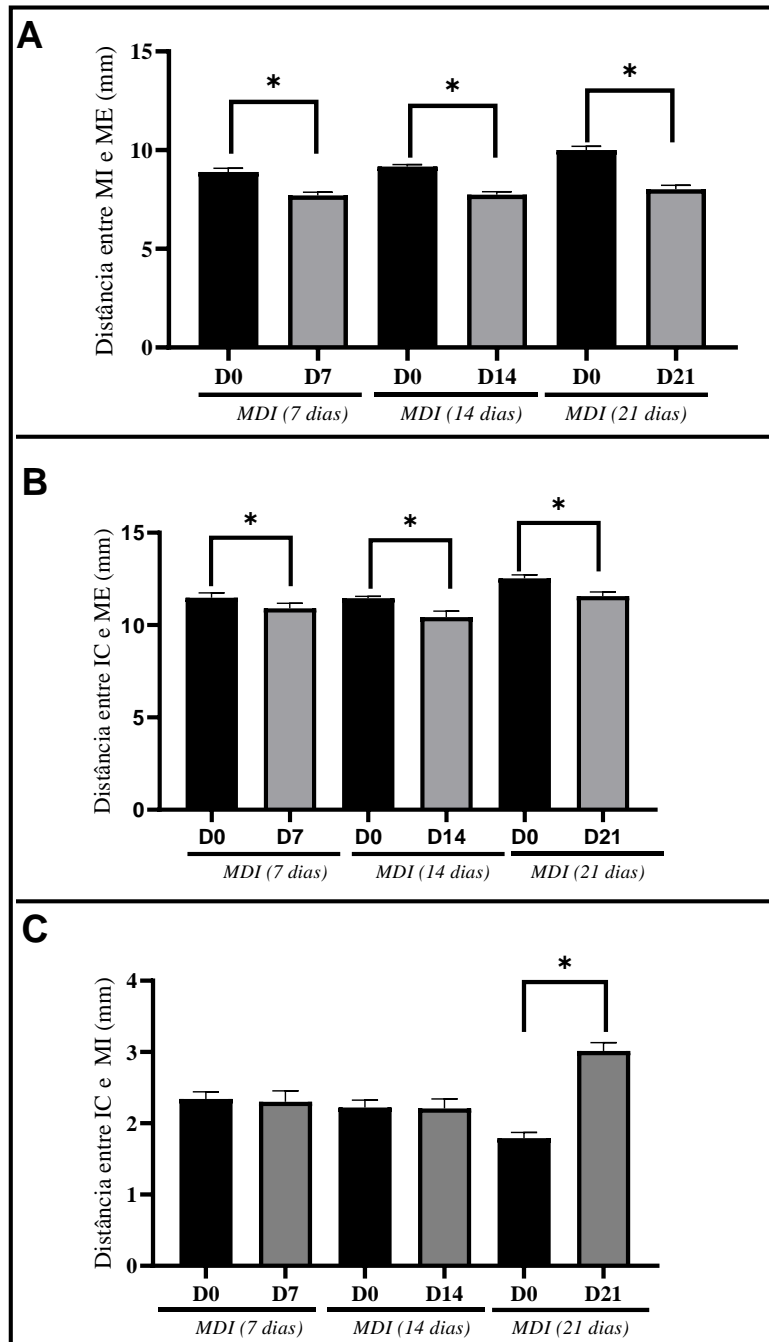 A
Distância entre MI e ME (mm)
15
10
5
0
*
*
*
D0 D7 D0 D14 D0 D21
MDI (7 dias) MDI (14 dias) MDI (21 dias)
B
Distância entre IC e ME (mm)
15
10
5
0
*
*
*
D0 D7 D0 D14 D0 D21
MDI (7 dias) MDI (14 dias) MDI (21 dias)
C
Distância entre IC e MI (mm)
4
3
2
1
0
*
D0 D7 D0 D14 D0 D21
MDI (7 dias) MDI (14 dias) MDI (21 dias)